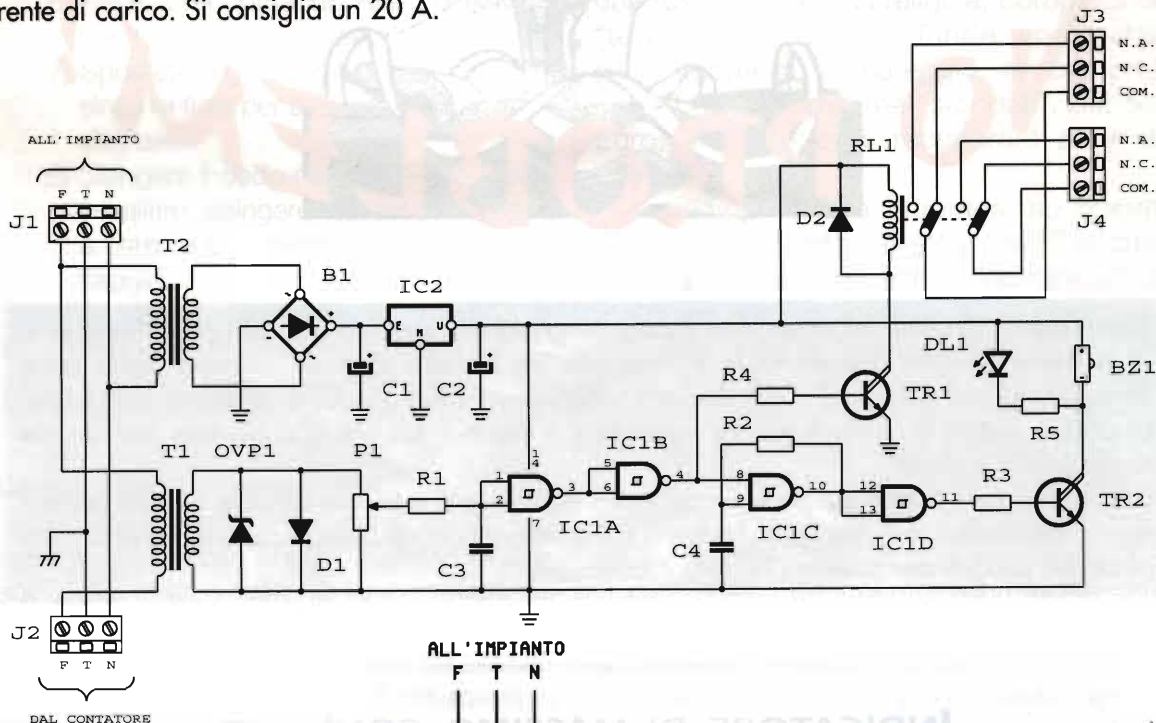 rente di carico. Si consiglia un 20 A.
J3
N.A.
N.C.
COM.
N.A.
N.C.
COM.
J4
RL1
D2
ALL'IMPIANTO
F T N
J1
T2
B1
~
-
+
~
IC2
E M U
+
C1
+
C2
DL1
BZ1
R4
TR1
R5
R2
T1
OVP1
P1
R1
IC1B
R3
TR2
1
4
1
2
3
7
5
6
4
8
9
10
12
13
11
IC1A
IC1C
IC1D
D1
C3
C4
J2
F T N
DAL CONTATORE
ALL'IMPIANTO
F T N